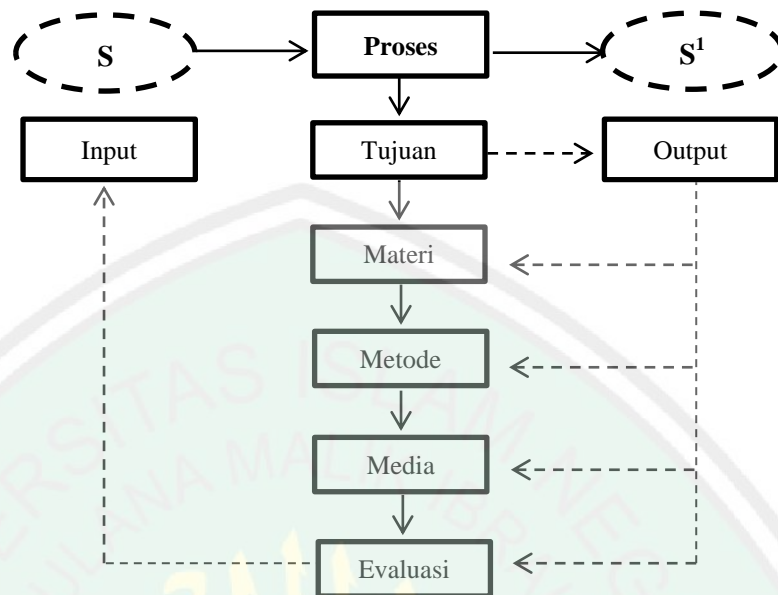 S
Proses
S¹
Input
Tujuan
Output
Materi
Metode
Media
Evaluasi